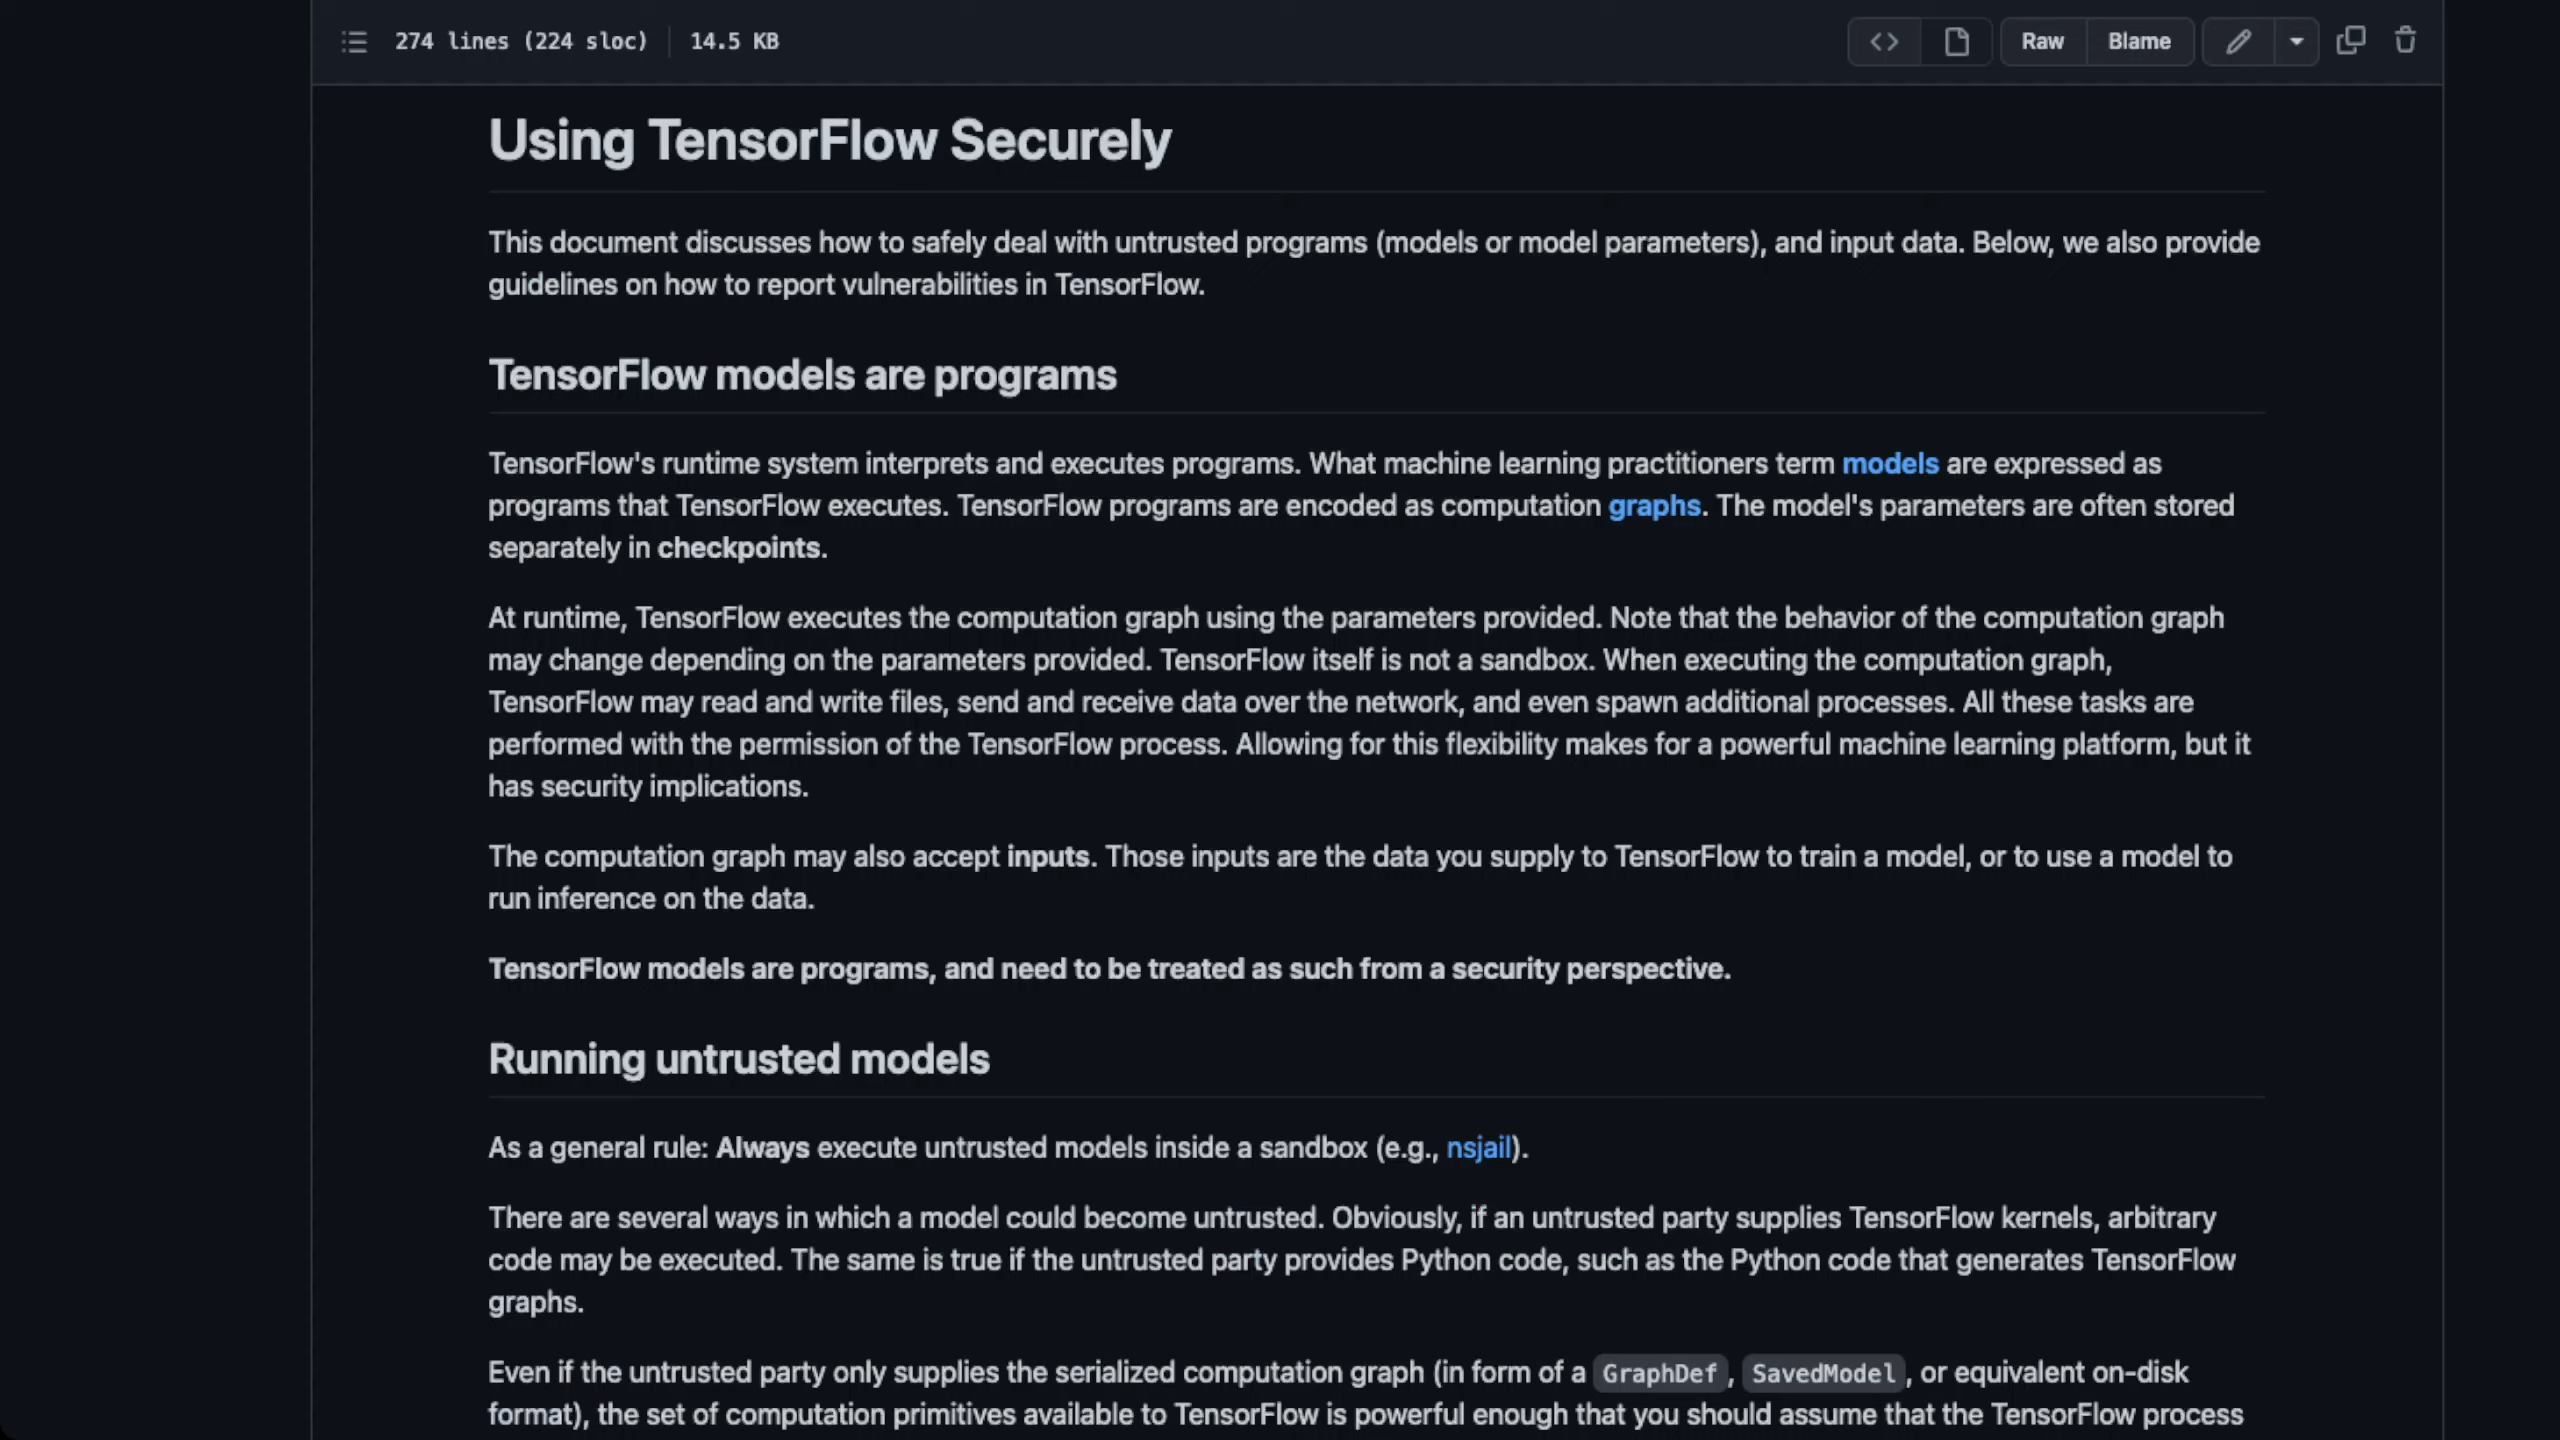 274 lines (224 sloc) 14.5 KB Raw Blame
Using TensorFlow Securely
This document discusses how to safely deal with untrusted programs (models or model parameters), and input data. Below, we also provide
guidelines on how to report vulnerabilities in TensorFlow.
TensorFlow models are programs
TensorFlow's runtime system interprets and executes programs. What machine learning practitioners term models are expressed as
programs that TensorFlow executes. TensorFlow programs are encoded as computation graphs. The model's parameters are often stored
separately in checkpoints.
At runtime, TensorFlow executes the computation graph using the parameters provided. Note that the behavior of the computation graph
may change depending on the parameters provided. TensorFlow itself is not a sandbox. When executing the computation graph,
TensorFlow may read and write files, send and receive data over the network, and even spawn additional processes. All these tasks are
performed with the permission of the TensorFlow process. Allowing for this flexibility makes for a powerful machine learning platform, but it
has security implications.
The computation graph may also accept inputs. Those inputs are the data you supply to TensorFlow to train a model, or to use a model to
run inference on the data.
TensorFlow models are programs, and need to be treated as such from a security perspective.
Running untrusted models
As a general rule: Always execute untrusted models inside a sandbox (e.g., nsjail).
There are several ways in which a model could become untrusted. Obviously, if an untrusted party supplies TensorFlow kernels, arbitrary
code may be executed. The same is true if the untrusted party provides Python code, such as the Python code that generates TensorFlow
graphs.
Even if the untrusted party only supplies the serialized computation graph (in form of a GraphDef, SavedModel, or equivalent on-disk
format), the set of computation primitives available to TensorFlow is powerful enough that you should assume that the TensorFlow process